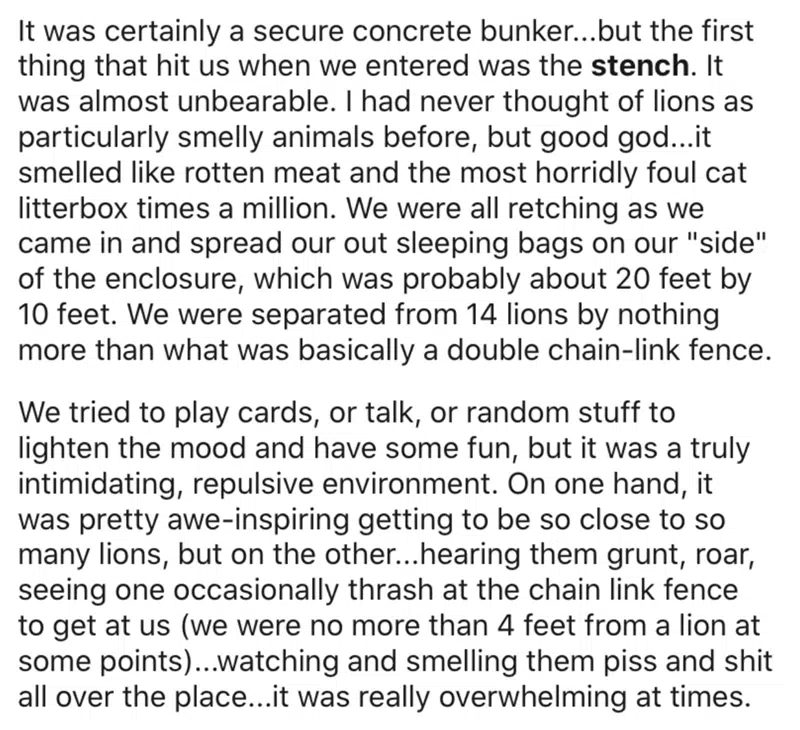 It was certainly a secure concrete bunker...but the first
thing that hit us when we entered was the stench. It
was almost unbearable. I had never thought of lions as
particularly smelly animals before, but good god...it
smelled like rotten meat and the most horridly foul cat
litterbox times a million. We were all retching as we
came in and spread our out sleeping bags on our "side"
of the enclosure, which was probably about 20 feet by
10 feet. We were separated from 14 lions by nothing
more than what was basically a double chain-link fence.
We tried to play cards, or talk, or random stuff to
lighten the mood and have some fun, but it was a truly
intimidating, repulsive environment. On one hand, it
was pretty awe-inspiring getting to be so close to so
many lions, but on the other...hearing them grunt, roar,
seeing one occasionally thrash at the chain link fence
to get at us (we were no more than 4 feet from a lion at
some points)...watching and smelling them piss and shit
all over the place...it was really overwhelming at times.